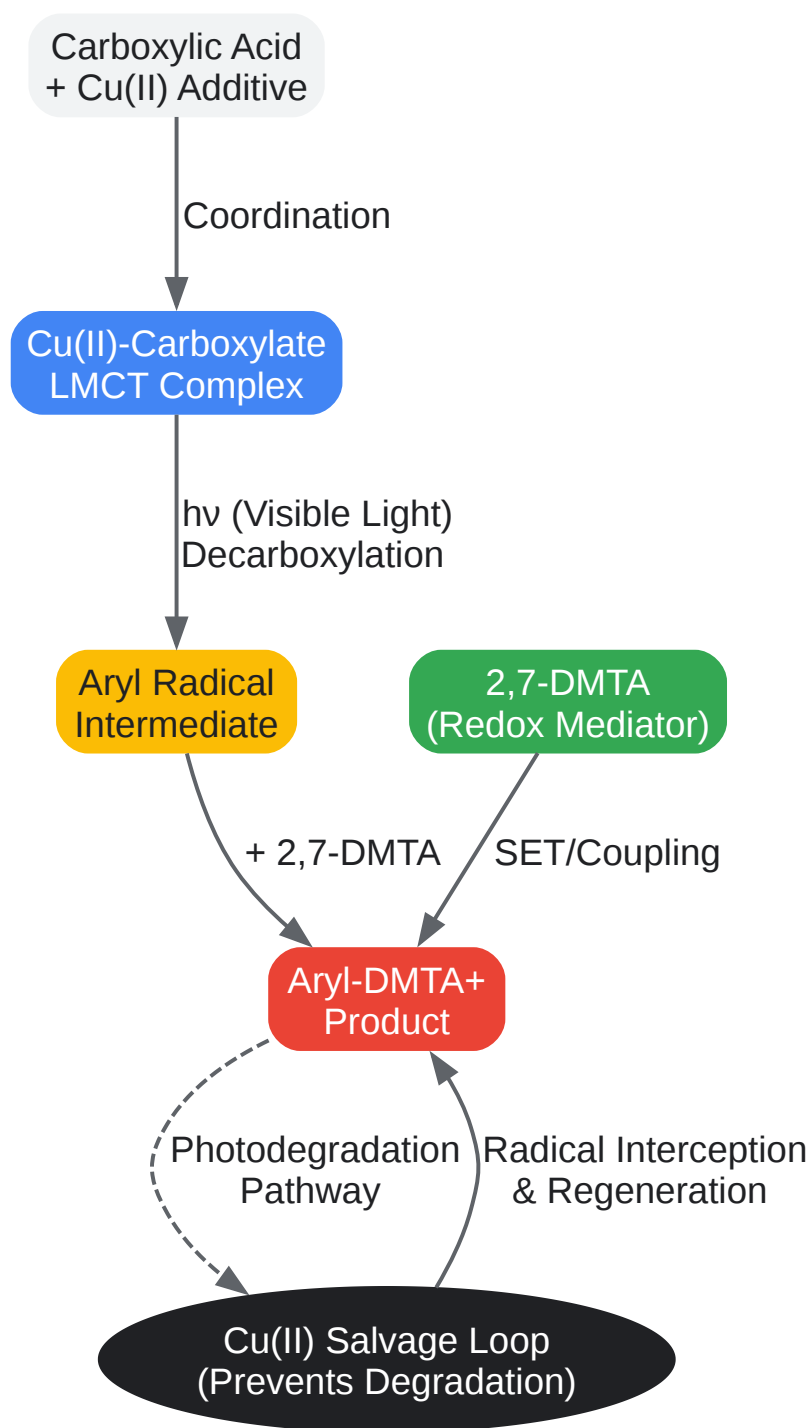 Carboxylic Acid
+ Cu(II) Additive
Coordination
Cu(II)-Carboxylate
LMCT Complex
hν (Visible Light)
Decarboxylation
Aryl Radical
Intermediate
2,7-DMTA
(Redox Mediator)
+ 2,7-DMTA
SET/Coupling
Aryl-DMTA+
Product
Photodegradation
Pathway
Radical Interception
& Regeneration
Cu(II) Salvage Loop
(Prevents Degradation)